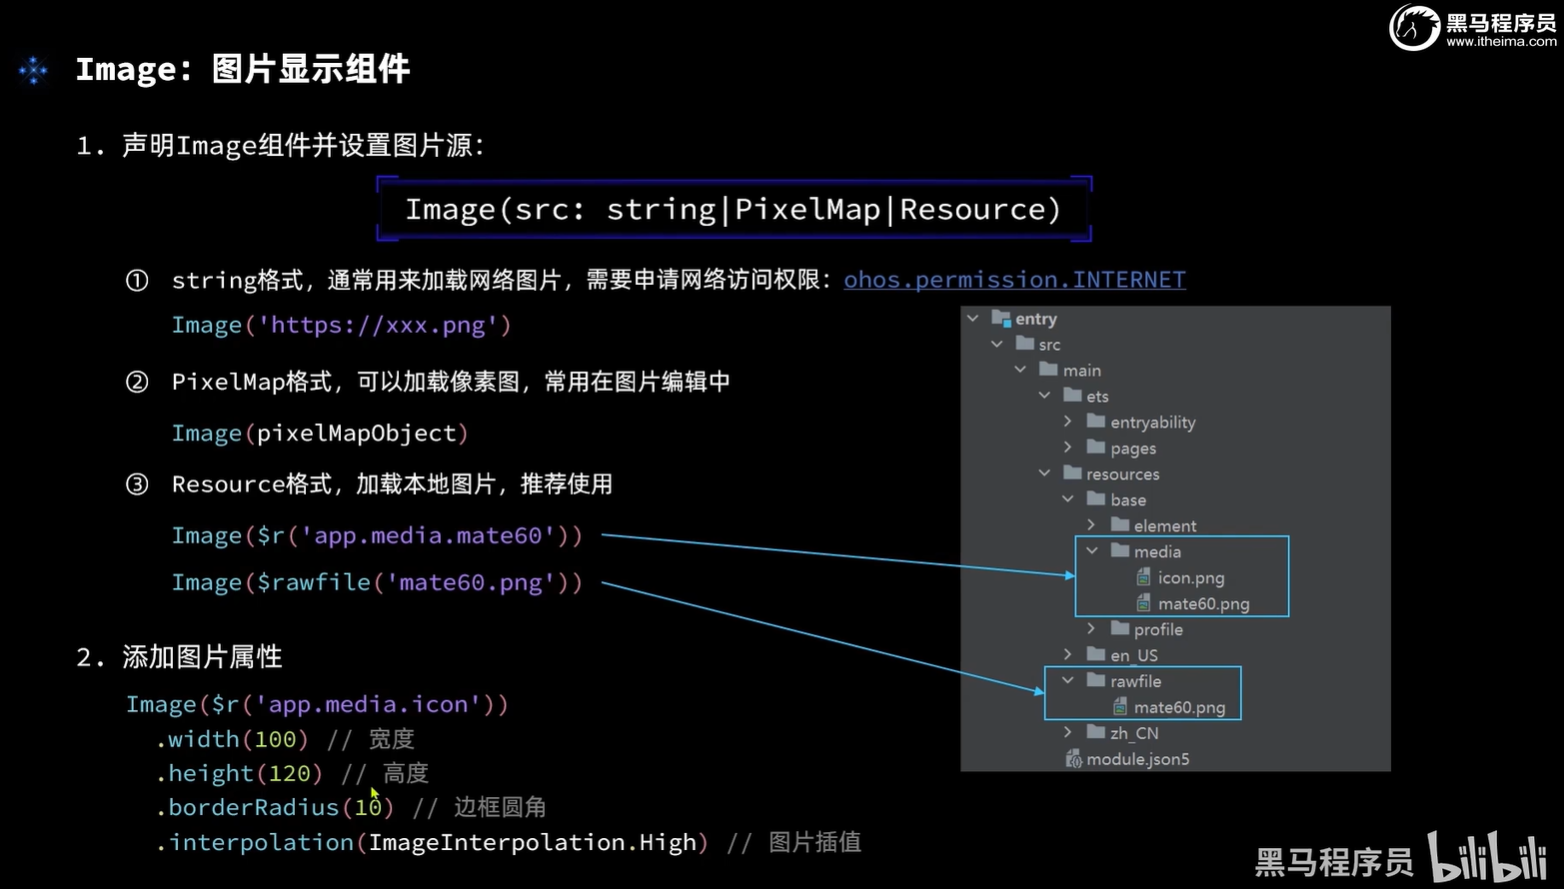 黑马程序员
www.itheima.com
Image：图片显示组件
1. 声明Image组件并设置图片源：
Image(src: string|PixelMap|Resource)
① string格式，通常用来加载网络图片，需要申请网络访问权限：ohos.permission.INTERNET
Image('https://xxx.png')
② PixelMap格式，可以加载像素图，常用在图片编辑中
Image(pixelMapObject)
③ Resource格式，加载本地图片，推荐使用
Image($r('app.media.mate60'))
Image($rawfile('mate60.png'))
2. 添加图片属性
Image($r('app.media.icon'))
.width(100) // 宽度
.height(120) // 高度
.borderRadius(10) // 边框圆角
.interpolation(ImageInterpolation.High) // 图片插值
entry
src
main
ets
entryability
pages
resources
base
element
media
icon.png
mate60.png
profile
en_US
rawfile
mate60.png
zh_CN
module.json5
黑马程序员 bilibili